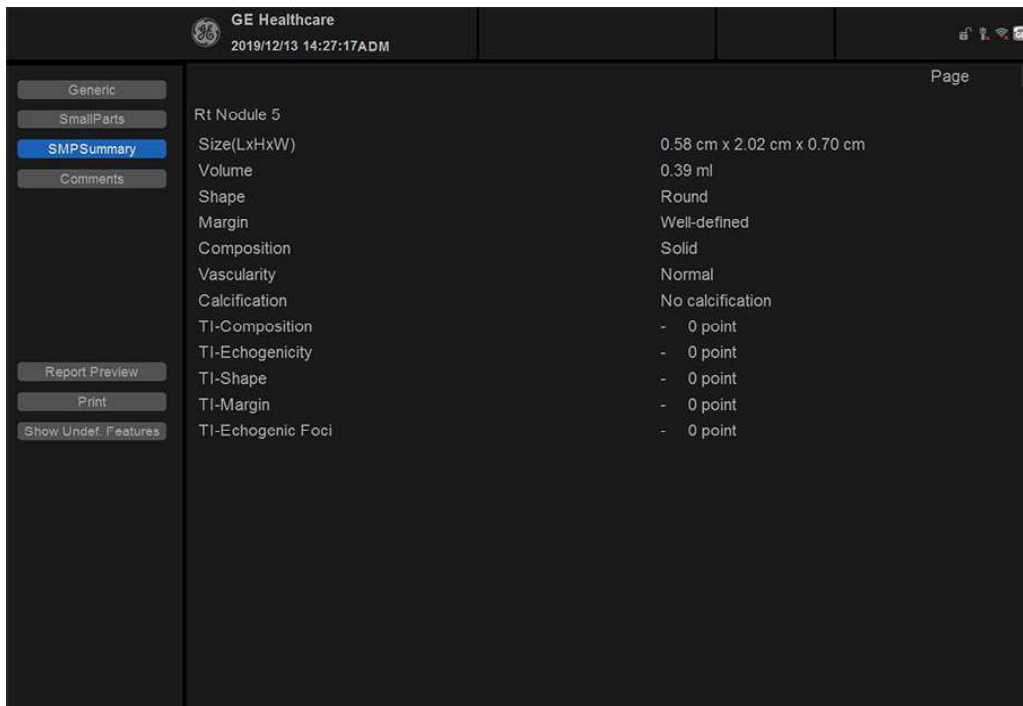 GE Healthcare
2019/12/13 14:27:17ADM
Page
Generic
SmallParts
SMPSummary
Comments
Report Preview
Print
Show Undef. Features
Rt Nodule 5
Size(LxHxW) 0.58 cm x 2.02 cm x 0.70 cm
Volume 0.39 ml
Shape Round
Margin Well-defined
Composition Solid
Vascularity Normal
Calcification No calcification
TI-Composition - 0 point
TI-Echogenicity - 0 point
TI-Shape - 0 point
TI-Margin - 0 point
TI-Echogenic Foci - 0 point